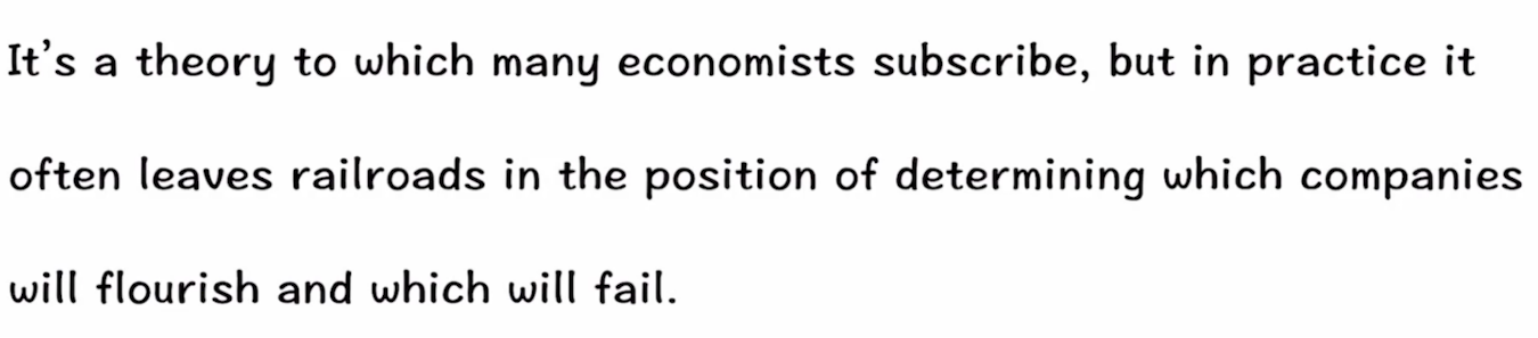 It’s a theory to which many economists subscribe, but in practice it
often leaves railroads in the position of determining which companies
will flourish and which will fail.